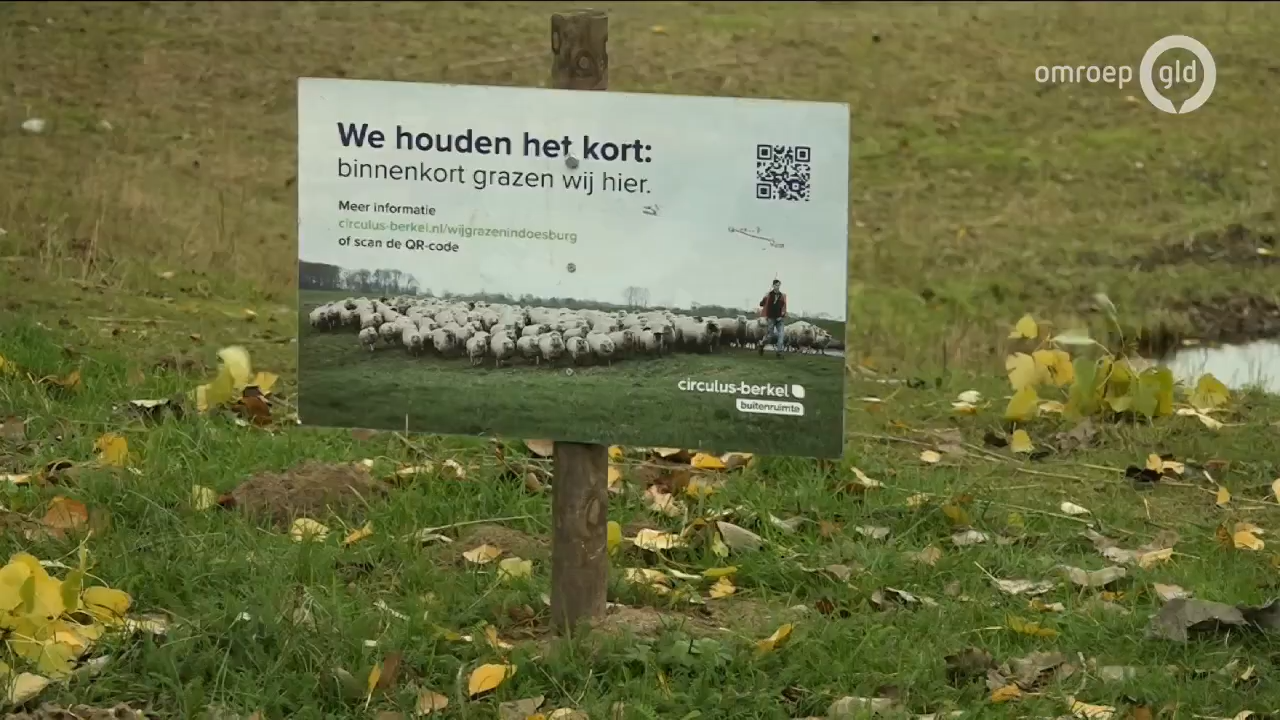 omroep gld
We houden het kort:
binnenkort grazen wij hier.
Meer informatie
circulus-berkel.nl/wijgrazenindoesburg
of scan de QR-code
circulus-berkel
buitenruimte